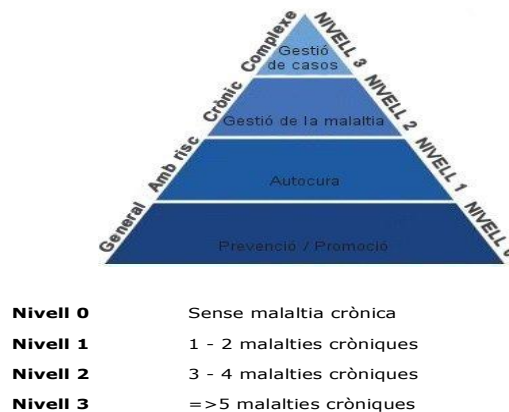 Complexe
NIVELL 3
Gestió
de casos
Crònic
NIVELL 2
Gestió de la malaltia
Amb risc
NIVELL 1
Autocura
General
NIVELL 0
Prevenció / Promoció
Nivell 0 Sense malaltia crònica
Nivell 1 1 - 2 malalties cròniques
Nivell 2 3 - 4 malalties cròniques
Nivell 3 =>5 malalties cròniques